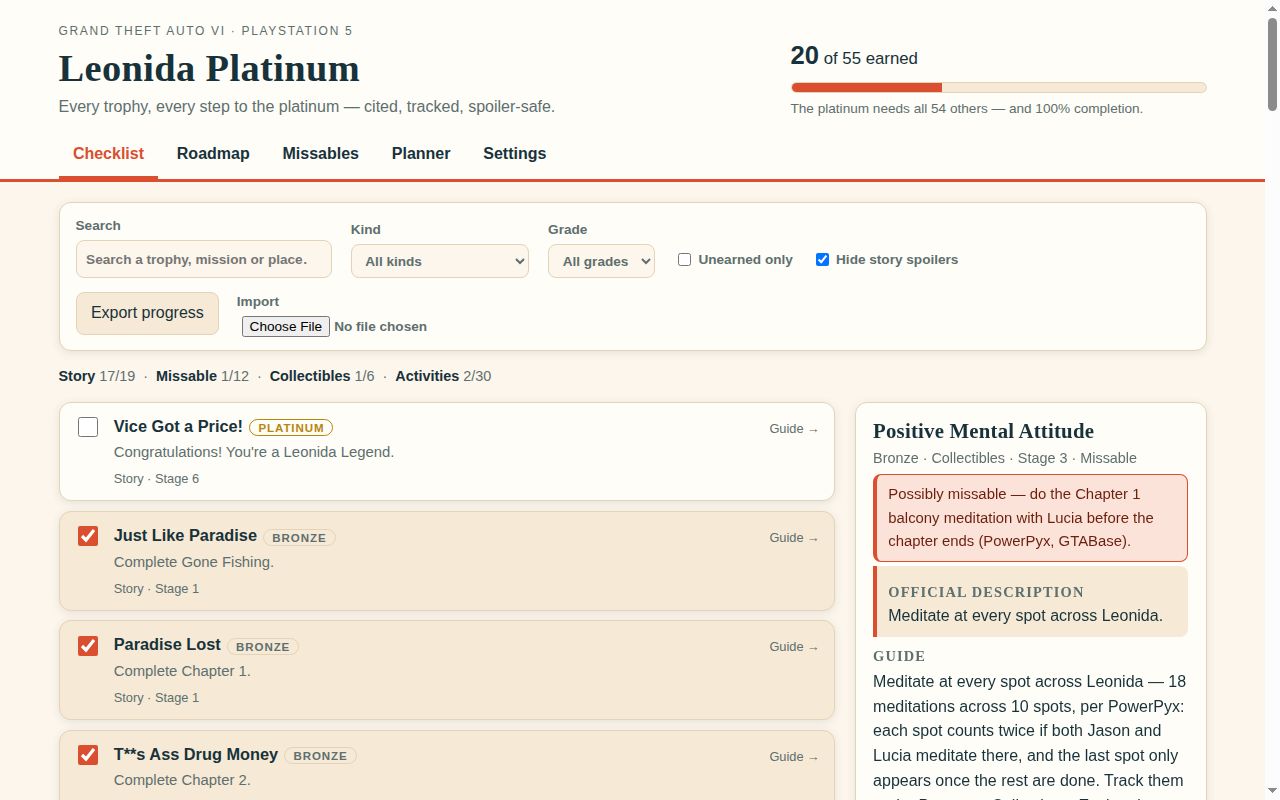 GRAND THEFT AUTO VI · PLAYSTATION 5
Leonida Platinum
Every trophy, every step to the platinum — cited, tracked, spoiler-safe.
20 of 55 earned
The platinum needs all 54 others — and 100% completion.
Checklist Roadmap Missables Planner Settings
Search
Search a trophy, mission or place.
Kind
All kinds
Grade
All grades
Unearned only
Hide story spoilers
Export progress
Import
Choose File No file chosen
Story 17/19 · Missable 1/12 · Collectibles 1/6 · Activities 2/30
Vice Got a Price! PLATINUM
Guide →
Congratulations! You're a Leonida Legend.
Story · Stage 6
Just Like Paradise BRONZE
Guide →
Complete Gone Fishing.
Story · Stage 1
Paradise Lost BRONZE
Guide →
Complete Chapter 1.
Story · Stage 1
T**s Ass Drug Money BRONZE
Guide →
Complete Chapter 2.
Positive Mental Attitude
Bronze · Collectibles · Stage 3 · Missable
Possibly missable — do the Chapter 1
balcony meditation with Lucia before the
chapter ends (PowerPyx, GTABase).
OFFICIAL DESCRIPTION
Meditate at every spot across Leonida.
GUIDE
Meditate at every spot across Leonida — 18
meditations across 10 spots, per PowerPyx:
each spot counts twice if both Jason and
Lucia meditate there, and the last spot only
appears once the rest are done. Track them